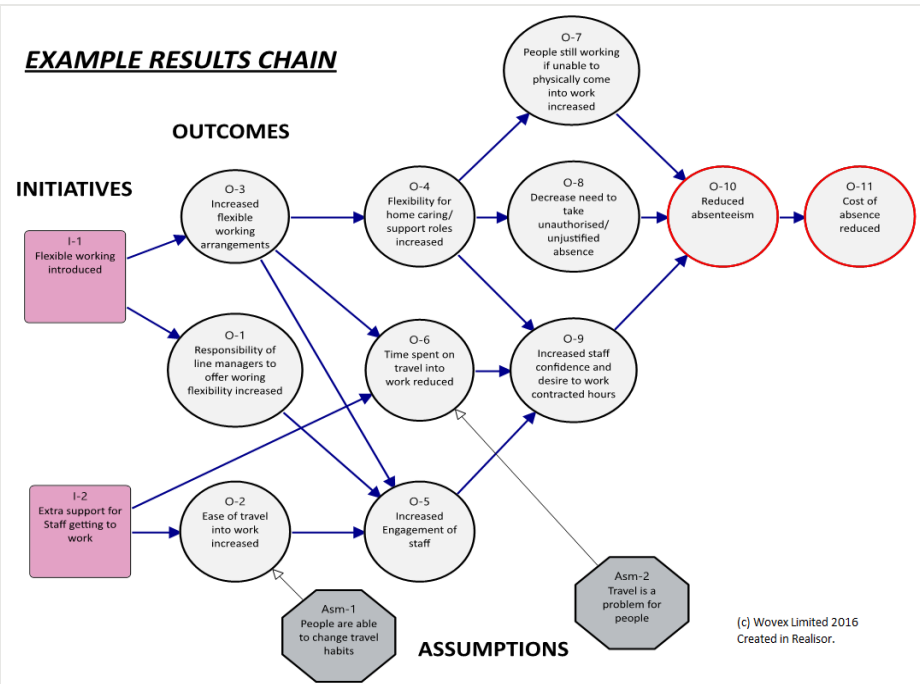 EXAMPLE RESULTS CHAIN
OUTCOMES
INITIATIVES
I-1
Flexible working
introduced
I-2
Extra support for
Staff getting to
work
O-3
Increased
flexible
working
arrangements
O-1
Responsibility of
line managers to
offer woring
flexibility increased
O-2
Ease of travel
into work
increased
O-4
Flexibility for
home caring/
support roles
increased
O-6
Time spent on
travel into
work reduced
O-5
Increased
Engagement of
staff
O-7
People still working
if unable to
physically come
into work
increased
O-8
Decrease need to
take
unauthorised/
unjustified
absence
O-9
Increased staff
confidence and
desire to work
contracted hours
O-10
Reduced
absenteeism
O-11
Cost of
absence
reduced
Asm-1
People are able
to change travel
habits
Asm-2
Travel is a
problem for
people
ASSUMPTIONS
(c) Wovex Limited 2016
Created in Realisor.